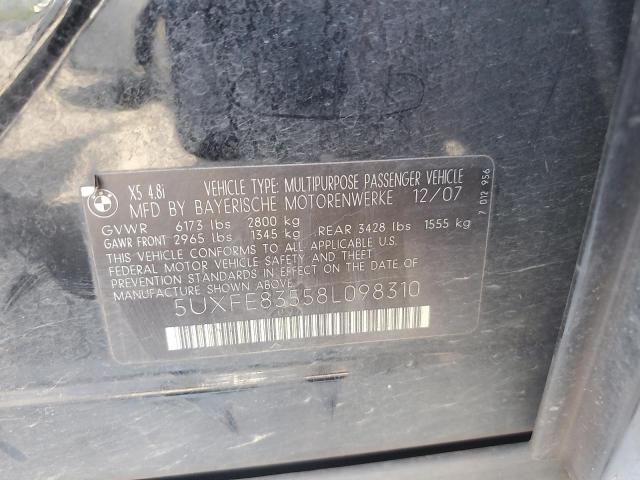 X5 4.8i VEHICLE TYPE: MULTIPURPOSE PASSENGER VEHICLE
MFD BY BAYERISCHE MOTORENWERKE 12/07
GVWR 6173 lbs 2800 kg
GAWR FRONT 2965 lbs 1345 kg REAR 3428 lbs 1555 kg
THIS VEHICLE CONFORMS TO ALL APPLICABLE U.S.
FEDERAL MOTOR VEHICLE SAFETY, BUMPER, AND THEFT
PREVENTION STANDARDS IN EFFECT ON THE DATE OF
MANUFACTURE SHOWN ABOVE.
5UXFE83558L098310
7 012 956